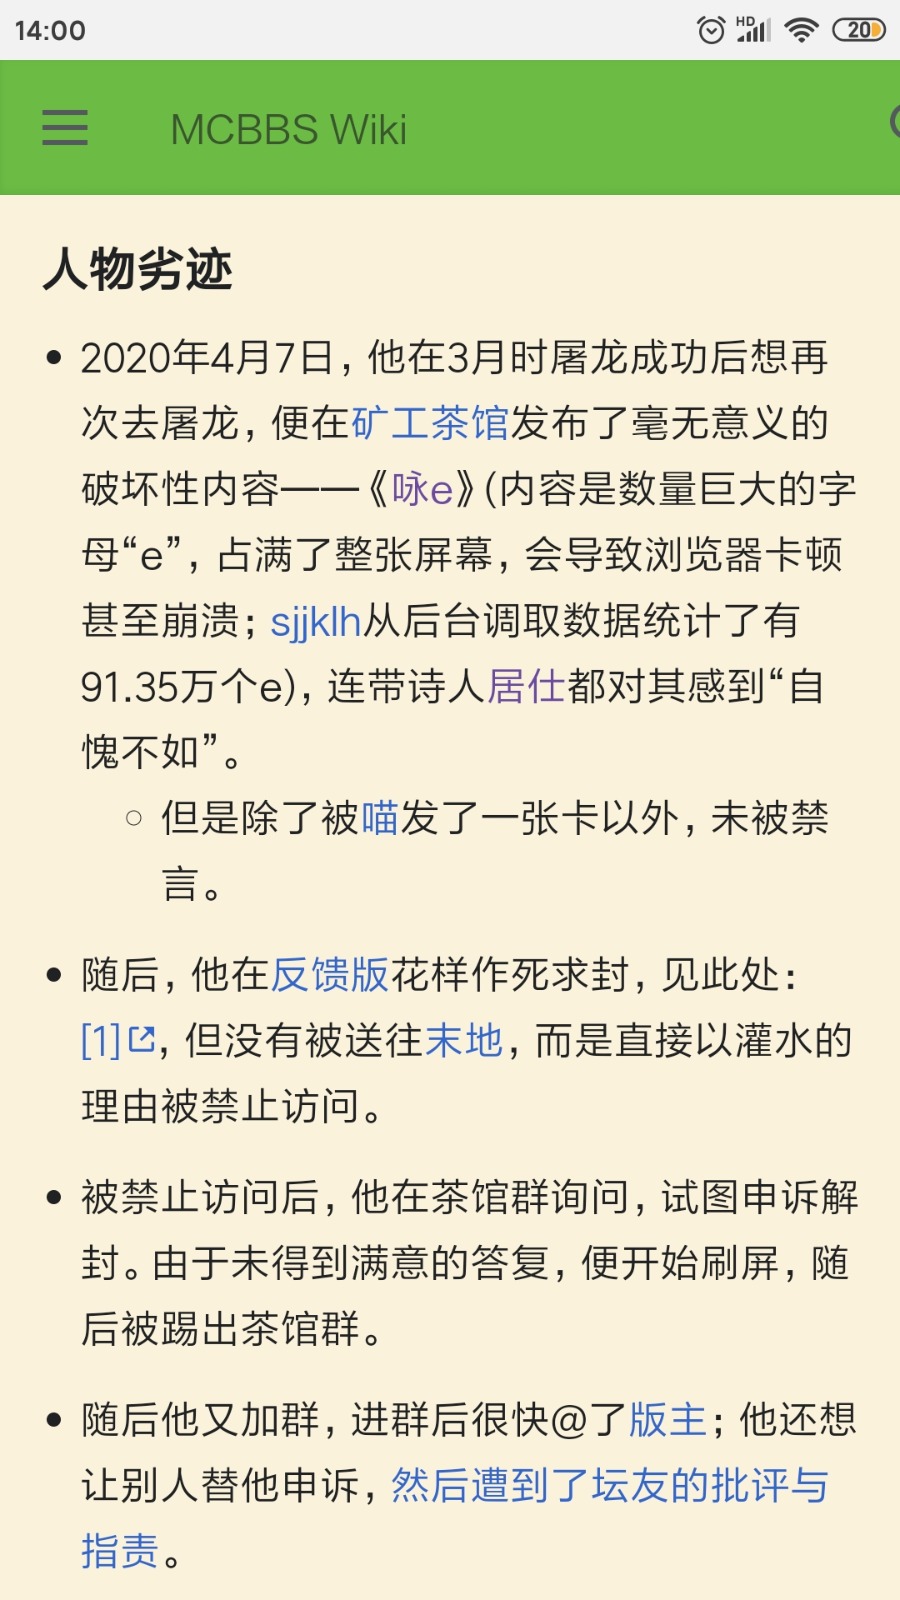 14:00
HD
20
MCBBS Wiki
人物劣迹
2020年4月7日，他在3月时屠龙成功后想再
次去屠龙，便在矿工茶馆发布了毫无意义的
破坏性内容——《咏e》(内容是数量巨大的字
母“e”，占满了整张屏幕，会导致浏览器卡顿
甚至崩溃；sjjklh从后台调取数据统计了有
91.35万个e)，连带诗人居仕都对其感到“自
愧不如”。
但是除了被喵发了一张卡以外，未被禁
言。
随后，他在反馈版花样作死求封，见此处：
[1]，但没有被送往末地，而是直接以灌水的
理由被禁止访问。
被禁止访问后，他在茶馆群询问，试图申诉解
封。由于未得到满意的答复，便开始刷屏，随
后被踢出茶馆群。
随后他又加群，进群后很快@了版主；他还想
让别人替他申诉，然后遭到了坛友的批评与
指责。